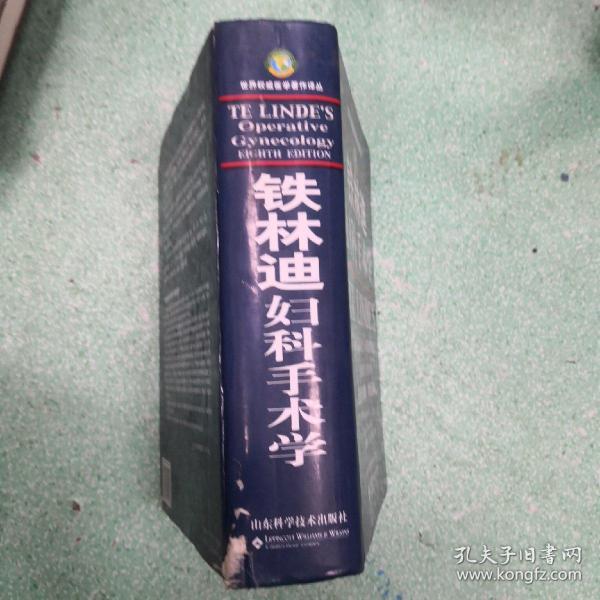 世界权威医学著作译丛
TE LINDE'S
Operative
Gynecology
EIGHTH EDITION
铁林迪
妇科手术学
山东科学技术出版社
LIPPINCOTT WILLIAMS & WILKINS
孔夫子旧书网
www.kongfz.com